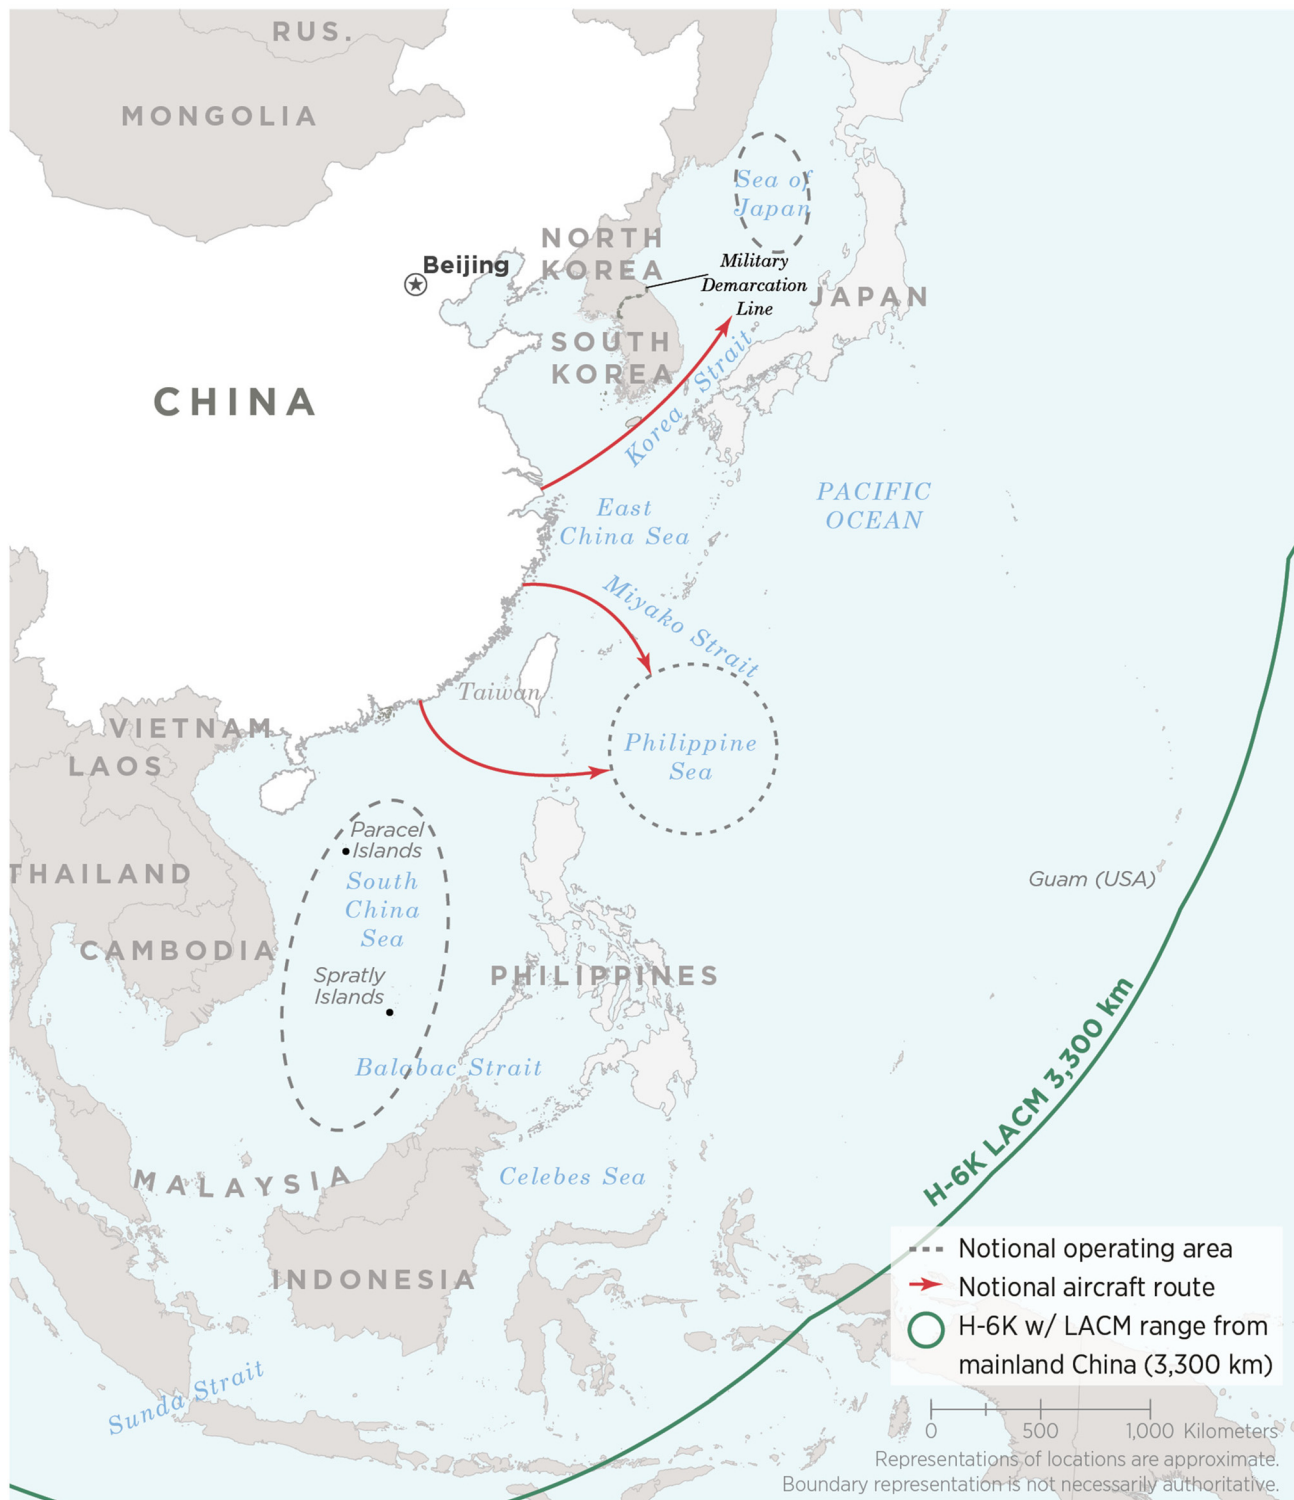 RUS.
MONGOLIA
Sea of
Japan
NORTH
KOREA
Beijing
Military
Demarcation
Line
JAPAN
SOUTH
KOREA
CHINA
Korea Strait
PACIFIC
OCEAN
East
China Sea
Miyako Strait
Taiwan
VIETNAM
LAOS
Philippine
Sea
Paracel
Islands
THAILAND
South
China
Sea
Guam (USA)
CAMBODIA
Spratly
Islands
PHILIPPINES
Balabac Strait
H-6K LACM 3,300 km
MALAYSIA
Celebes Sea
INDONESIA
Sunda Strait
Notional operating area
Notional aircraft route
H-6K w/ LACM range from
mainland China (3,300 km)
0 500 1,000 Kilometers
Representations of locations are approximate.
Boundary representation is not necessarily authoritative.